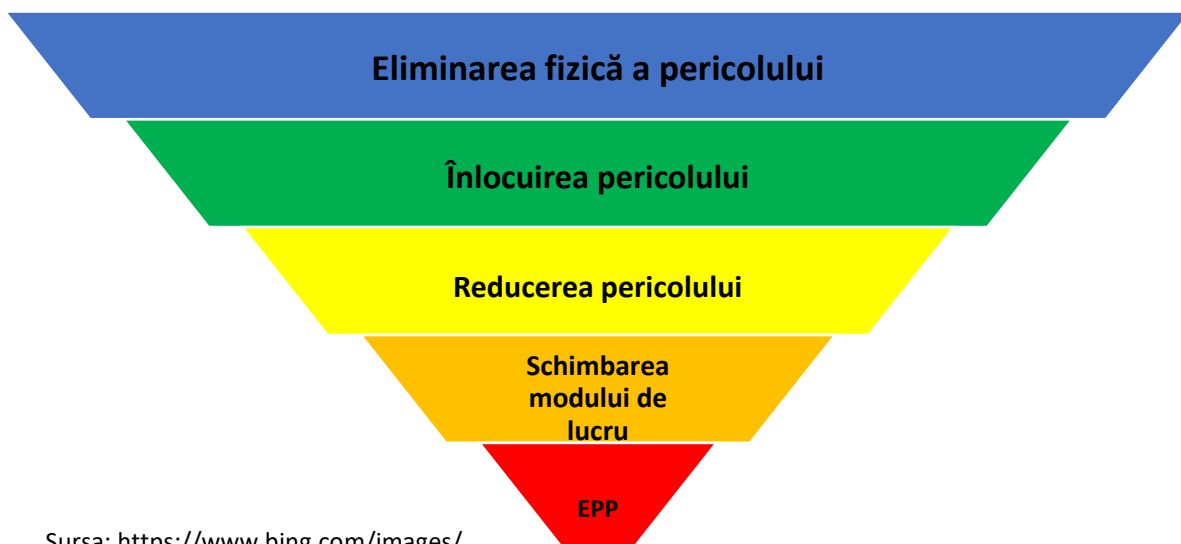 Eliminarea fizică a pericolului
Înlocuirea pericolului
Reducerea pericolului
Schimbarea
modului de
lucru
EPP
Sursa: https://www.bing.com/images/